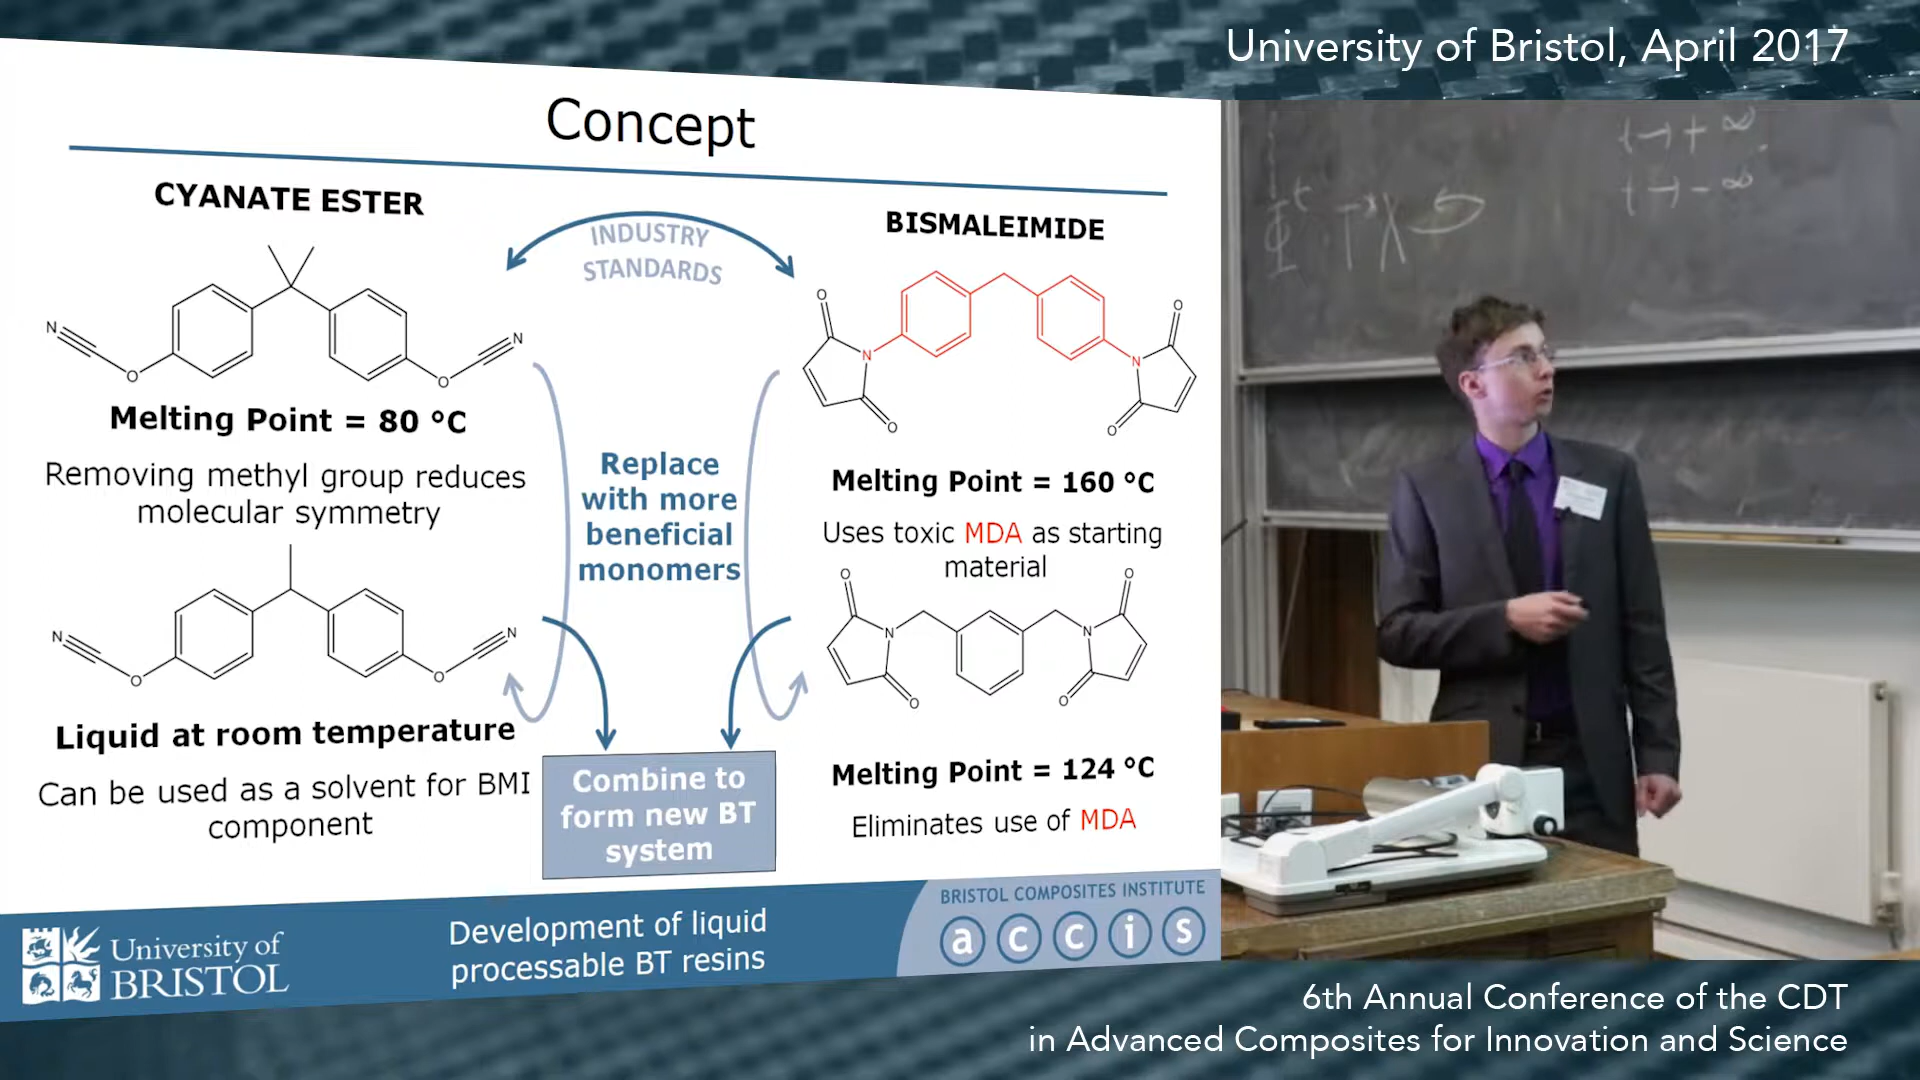 University of Bristol, April 2017
Concept
CYANATE ESTER
INDUSTRY
STANDARDS
BISMALEIMIDE
N
O
O
N
O
N
O
O
N
O
Melting Point = 80 °C
Removing methyl group reduces
molecular symmetry
Replace
with more
beneficial
monomers
Melting Point = 160 °C
Uses toxic MDA as starting
material
N
O
O
N
O
N
O
O
N
O
Liquid at room temperature
Can be used as a solvent for BMI
component
Combine to
form new BT
system
Melting Point = 124 °C
Eliminates use of MDA
University of
BRISTOL
Development of liquid
processable BT resins
BRISTOL COMPOSITES INSTITUTE
a c c i s
t → + ∞
t → - ∞
6th Annual Conference of the CDT
in Advanced Composites for Innovation and Science